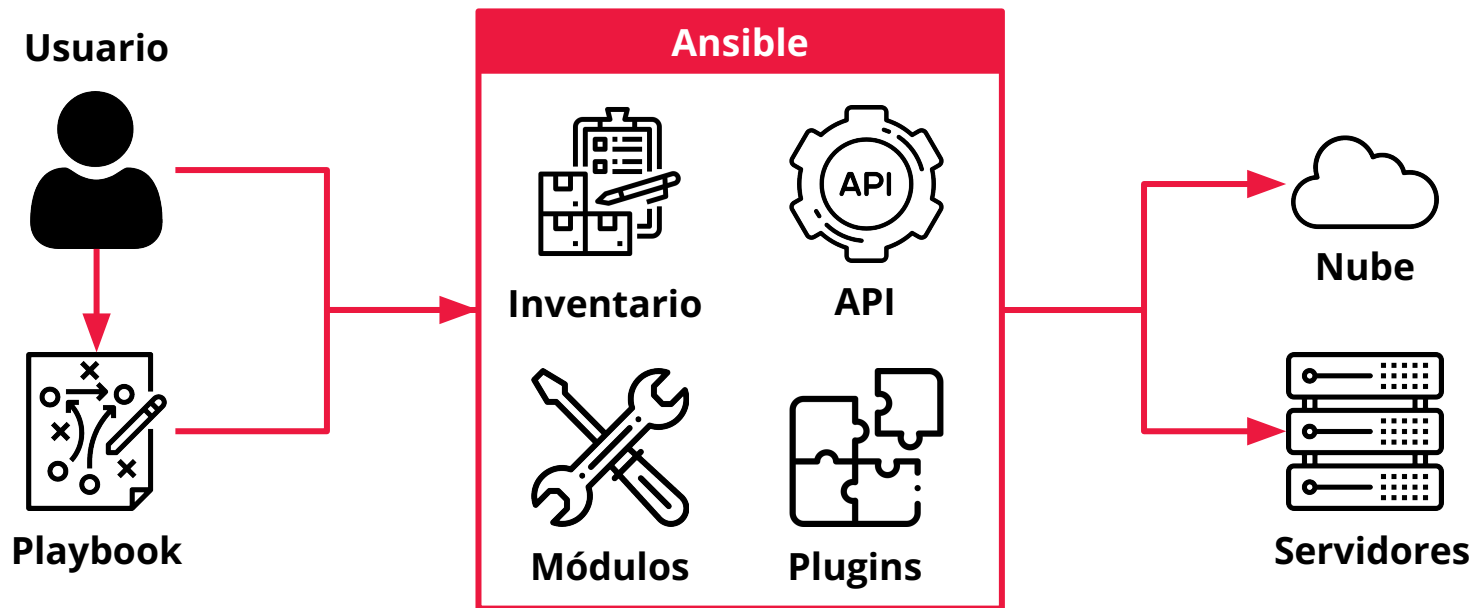 Usuario
Playbook
Ansible
Inventario
API
API
Módulos
Plugins
Nube
Servidores